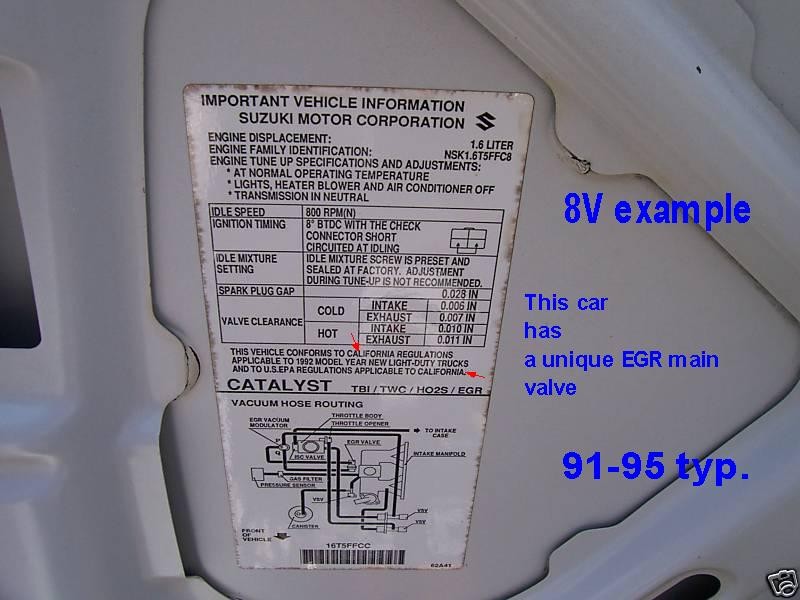 IMPORTANT VEHICLE INFORMATION
SUZUKI MOTOR CORPORATION
ENGINE DISPLACEMENT: 1.6 LITER
ENGINE FAMILY IDENTIFICATION: NSK1.6T5FFC8
ENGINE TUNE UP SPECIFICATIONS AND ADJUSTMENTS:
* AT NORMAL OPERATING TEMPERATURE
* LIGHTS, HEATER BLOWER AND AIR CONDITIONER OFF
* TRANSMISSION IN NEUTRAL
IDLE SPEED 800 RPM(N)
IGNITION TIMING 8° BTDC WITH THE CHECK
CONNECTOR SHORT
CIRCUITED AT IDLING
IDLE MIXTURE IDLE MIXTURE SCREW IS PRESET AND
SETTING SEALED AT FACTORY. ADJUSTMENT
DURING TUNE-UP IS NOT RECOMMENDED.
SPARK PLUG GAP 0.028 IN
VALVE CLEARANCE COLD INTAKE 0.006 IN
EXHAUST 0.007 IN
HOT INTAKE 0.010 IN
EXHAUST 0.011 IN
THIS VEHICLE CONFORMS TO CALIFORNIA REGULATIONS
APPLICABLE TO 1992 MODEL YEAR NEW LIGHT-DUTY TRUCKS
AND TO U.S.EPA REGULATIONS APPLICABLE TO CALIFORNIA.
CATALYST TBI / TWC / HO2S / EGR
VACUUM HOSE ROUTING
EGR VACUUM
MODULATOR
THROTTLE BODY
THROTTLE OPENER
TO INTAKE
CASE
EGR VALVE
ISC VALVE
INTAKE MANIFOLD
GAS FILTER
PRESSURE SENSOR
VSV
VSV
VSV
CANISTER
FRONT OF
VEHICLE
16T5FFCC
62A41
8V example
This car
has
a unique EGR main
valve
91-95 typ.